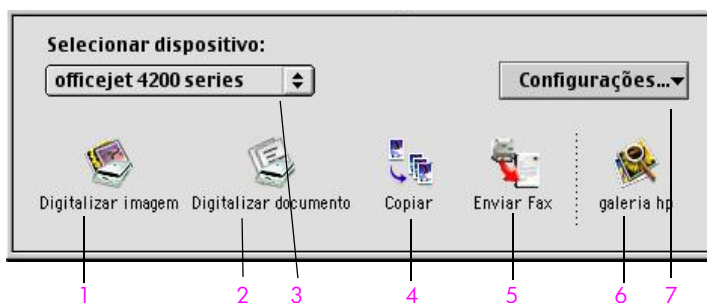 Selecionar dispositivo:
officejet 4200 series
Configurações...
Digitalizar imagem
Digitalizar documento
Copiar
Enviar Fax
galeria hp
1 2 3 4 5 6 7